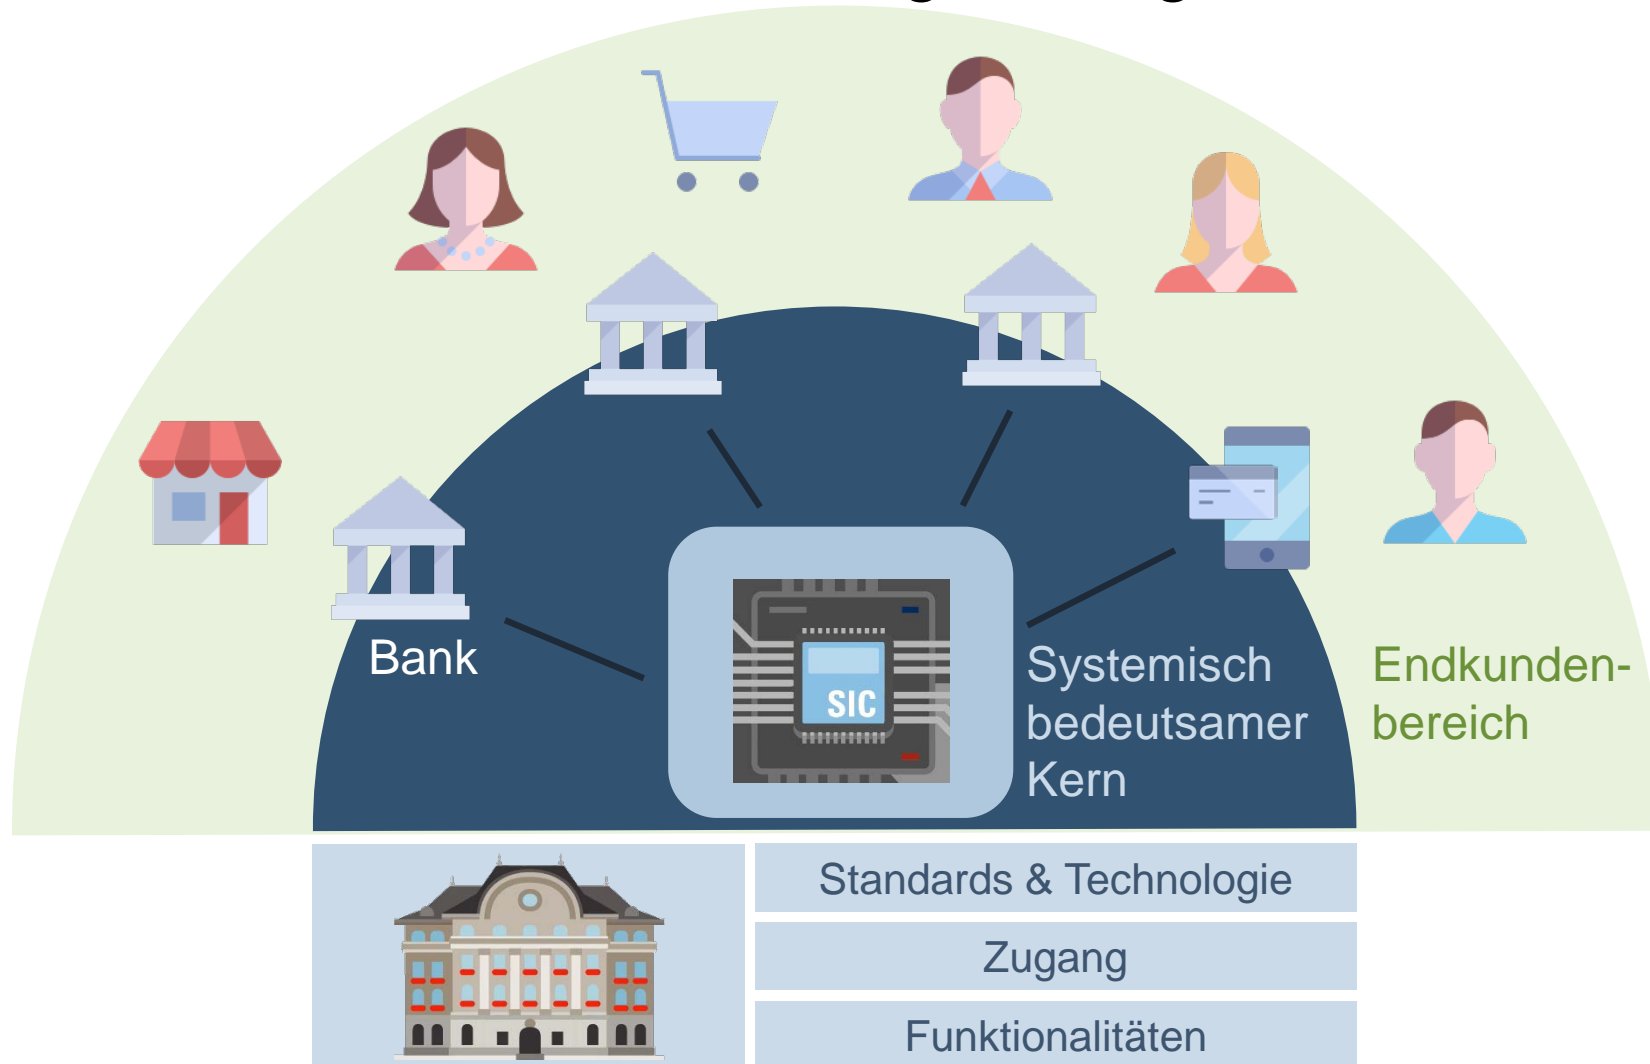 Bank
SIC
Systemisch
bedeutsamer
Kern
Endkunden-
bereich
Standards & Technologie
Zugang
Funktionalitäten